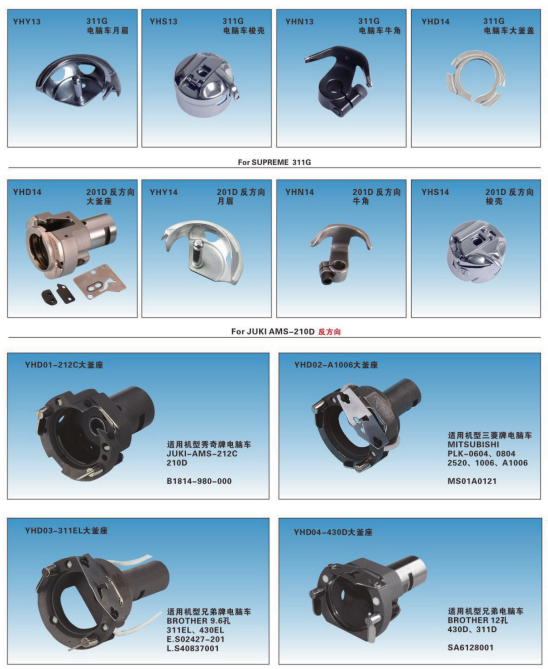 YHY13 311G
电脑车月眉
YHS13 311G
电脑车梭壳
YHN13 311G
电脑车牛角
YHD14 311G
电脑车大釜盖
For SUPREME 311G
YHD14 201D 反方向
大釜座
YHY14 201D 反方向
月眉
YHN14 201D 反方向
牛角
YHS14 201D 反方向
梭壳
For JUKI AMS-210D 反方向
YHD01-212C大釜座
适用机型秀奇牌电脑车
JUKI-AMS-212C
210D
B1814-980-000
YHD02-A1006大釜座
适用机型三菱牌电脑车
MITSUBISHI
PLK-0604、0804
2520、1006、A1006
MS01A0121
YHD03-311EL大釜座
适用机型兄弟牌电脑车
BROTHER 9.6孔
311EL、430EL
E.S02427-201
L.S40837001
YHD04-430D大釜座
适用机型兄弟电脑车
BROTHER 12孔
430D、311D
SA6128001